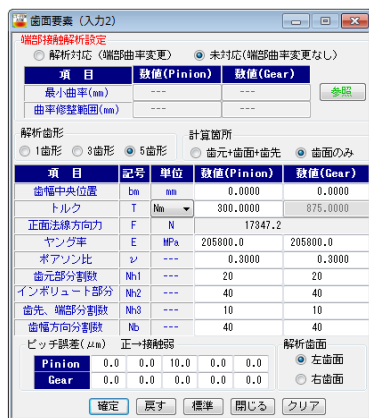 歯面要素（入力2）
端部接触解析設定
解析対応（端部曲率変更） 未対応(端部曲率変更なし)
項 目 数値(Pinion) 数値(Gear)
最小曲率(mm) --- ---
参照
曲率修整範囲(mm) --- ---
解析歯形 計算箇所
1歯形 3歯形 5歯形 歯元+歯面+歯先 歯面のみ
項 目 記号 単位 数値(Pinion) 数値(Gear)
歯幅中央位置 bm mm 0.0000 0.0000
トルク T Nm 300.0000 875.0000
正面法線方向力 F N 17347.2
ヤング率 E MPa 205800.0 205800.0
ポアソン比 ν --- 0.3000 0.3000
歯元部分割数 Nh1 --- 20 20
インボリュート部分 Nh2 --- 40 40
歯先、端部分割数 Nh3 --- 10 10
歯幅方向分割数 Nb --- 40 40
ピッチ誤差(μm) 正→接触弱 解析歯面
Pinion 0.0 0.0 10.0 0.0 0.0 左歯面
Gear 0.0 0.0 0.0 0.0 0.0 右歯面
確定 戻す 標準 閉じる クリア